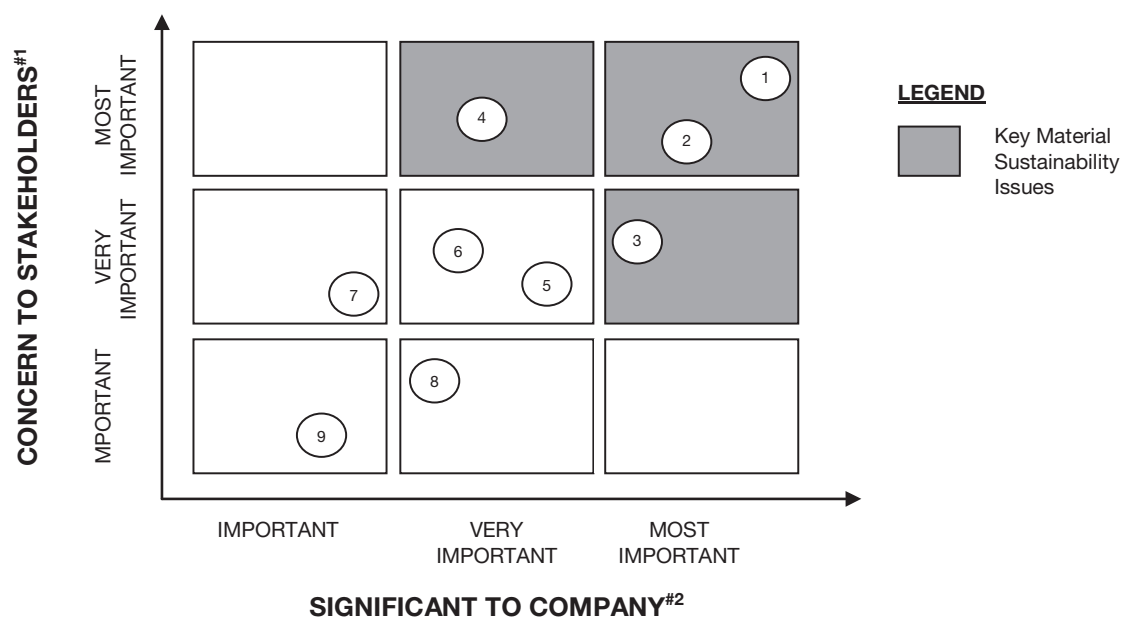 CONCERN TO STAKEHOLDERS#1
MOST
IMPORTANT
VERY
IMPORTANT
MPORTANT
1
4
2
3
6
5
7
8
9
IMPORTANT
VERY
IMPORTANT
MOST
IMPORTANT
SIGNIFICANT TO COMPANY#2
LEGEND
Key Material
Sustainability
Issues